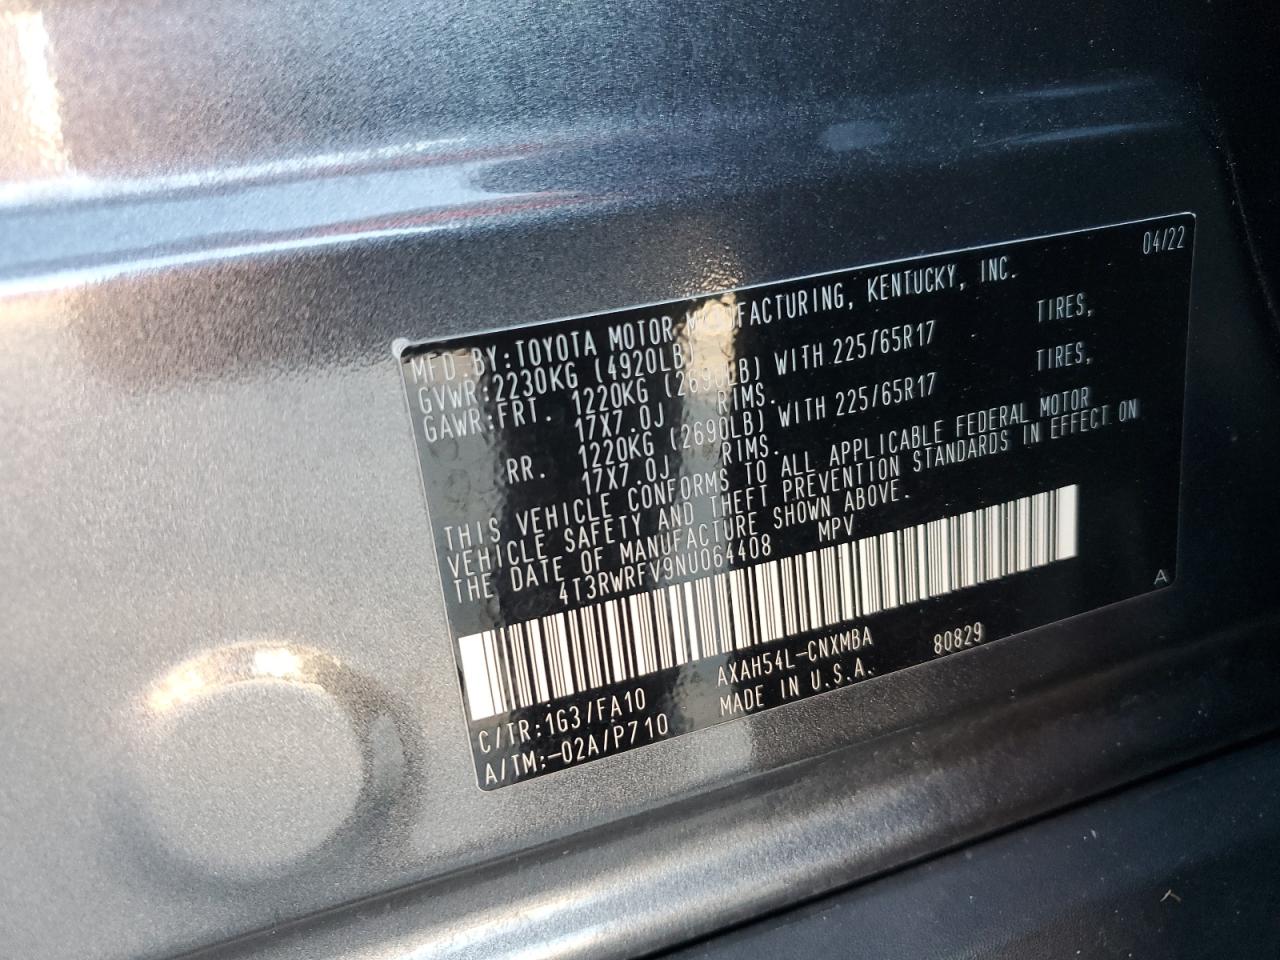 04/22
MFD.BY:TOYOTA MOTOR MANUFACTURING, KENTUCKY, INC.
GVWR:2230KG (4920LB)
GAWR:FRT. 1220KG (2690LB) WITH 225/65R17 TIRES,
17X7.0J RIMS.
RR. 1220KG (2690LB) WITH 225/65R17 TIRES,
17X7.0J RIMS.
THIS VEHICLE CONFORMS TO ALL APPLICABLE FEDERAL MOTOR
VEHICLE SAFETY AND THEFT PREVENTION STANDARDS IN EFFECT ON
THE DATE OF MANUFACTURE SHOWN ABOVE.
4T3RWRFV9NU064408 MPV
A
C/TR:1G3/FA10 AXAH54L-CNXMBA 80829
A/TM:-02A/P710 MADE IN U.S.A.